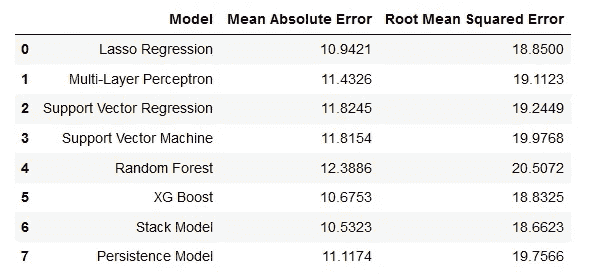 Model Mean Absolute Error Root Mean Squared Error
0 Lasso Regression 10.9421 18.8500
1 Multi-Layer Perceptron 11.4326 19.1123
2 Support Vector Regression 11.8245 19.2449
3 Support Vector Machine 11.8154 19.9768
4 Random Forest 12.3886 20.5072
5 XG Boost 10.6753 18.8325
6 Stack Model 10.5323 18.6623
7 Persistence Model 11.1174 19.7566